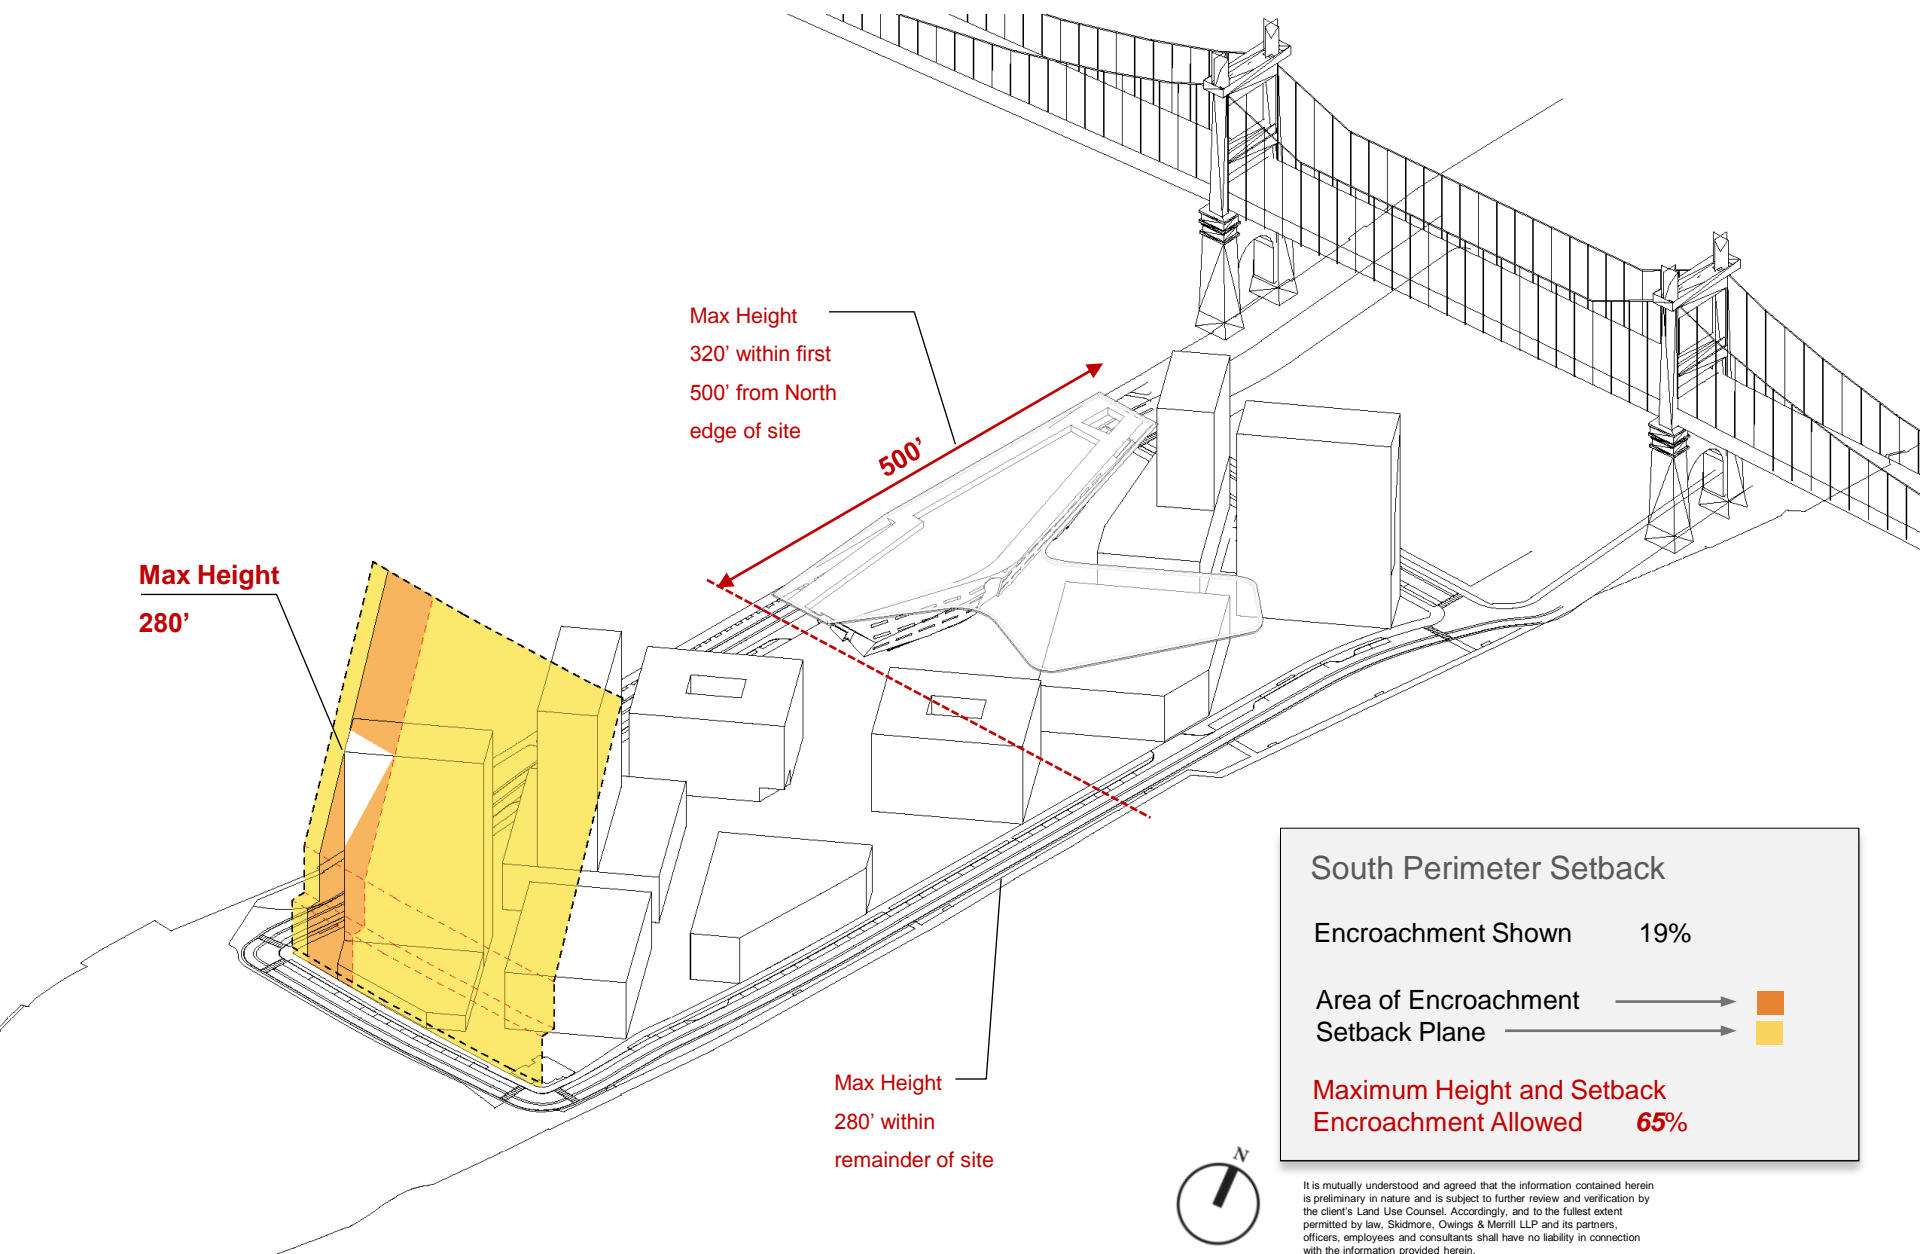 Max Height
320’ within first
500’ from North
edge of site
500’
Max Height
280’
Max Height
280’ within
remainder of site
South Perimeter Setback
Encroachment Shown 19%
Area of Encroachment
Setback Plane
Maximum Height and Setback
Encroachment Allowed 65%
N
It is mutually understood and agreed that the information contained herein
is preliminary in nature and is subject to further review and verification by
the client’s Land Use Counsel. Accordingly, and to the fullest extent
permitted by law, Skidmore, Owings & Merrill LLP and its partners,
officers, employees and consultants shall have no liability in connection
with the information provided herein.